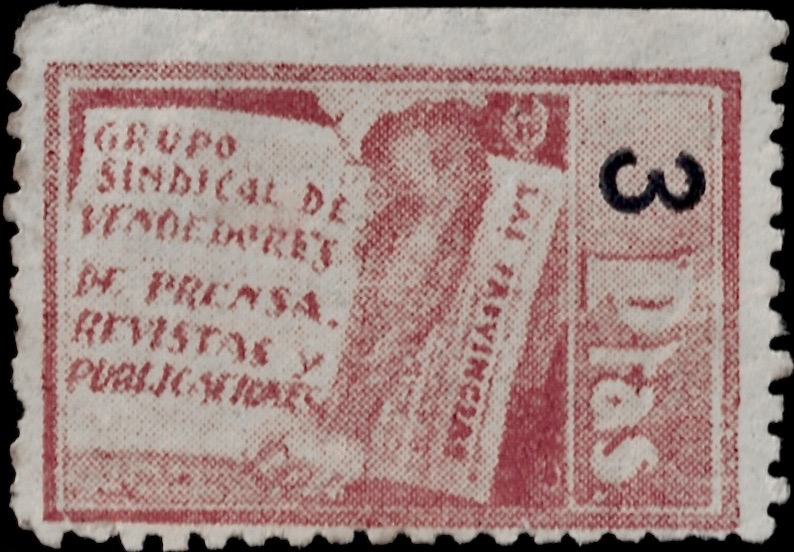 GRUPO
SINDICAL DE
VENDEDORES
DE PRENSA.
REVISTAS Y
PUBLICACIONES
LAS PROVINCIAS
3 Ptas.